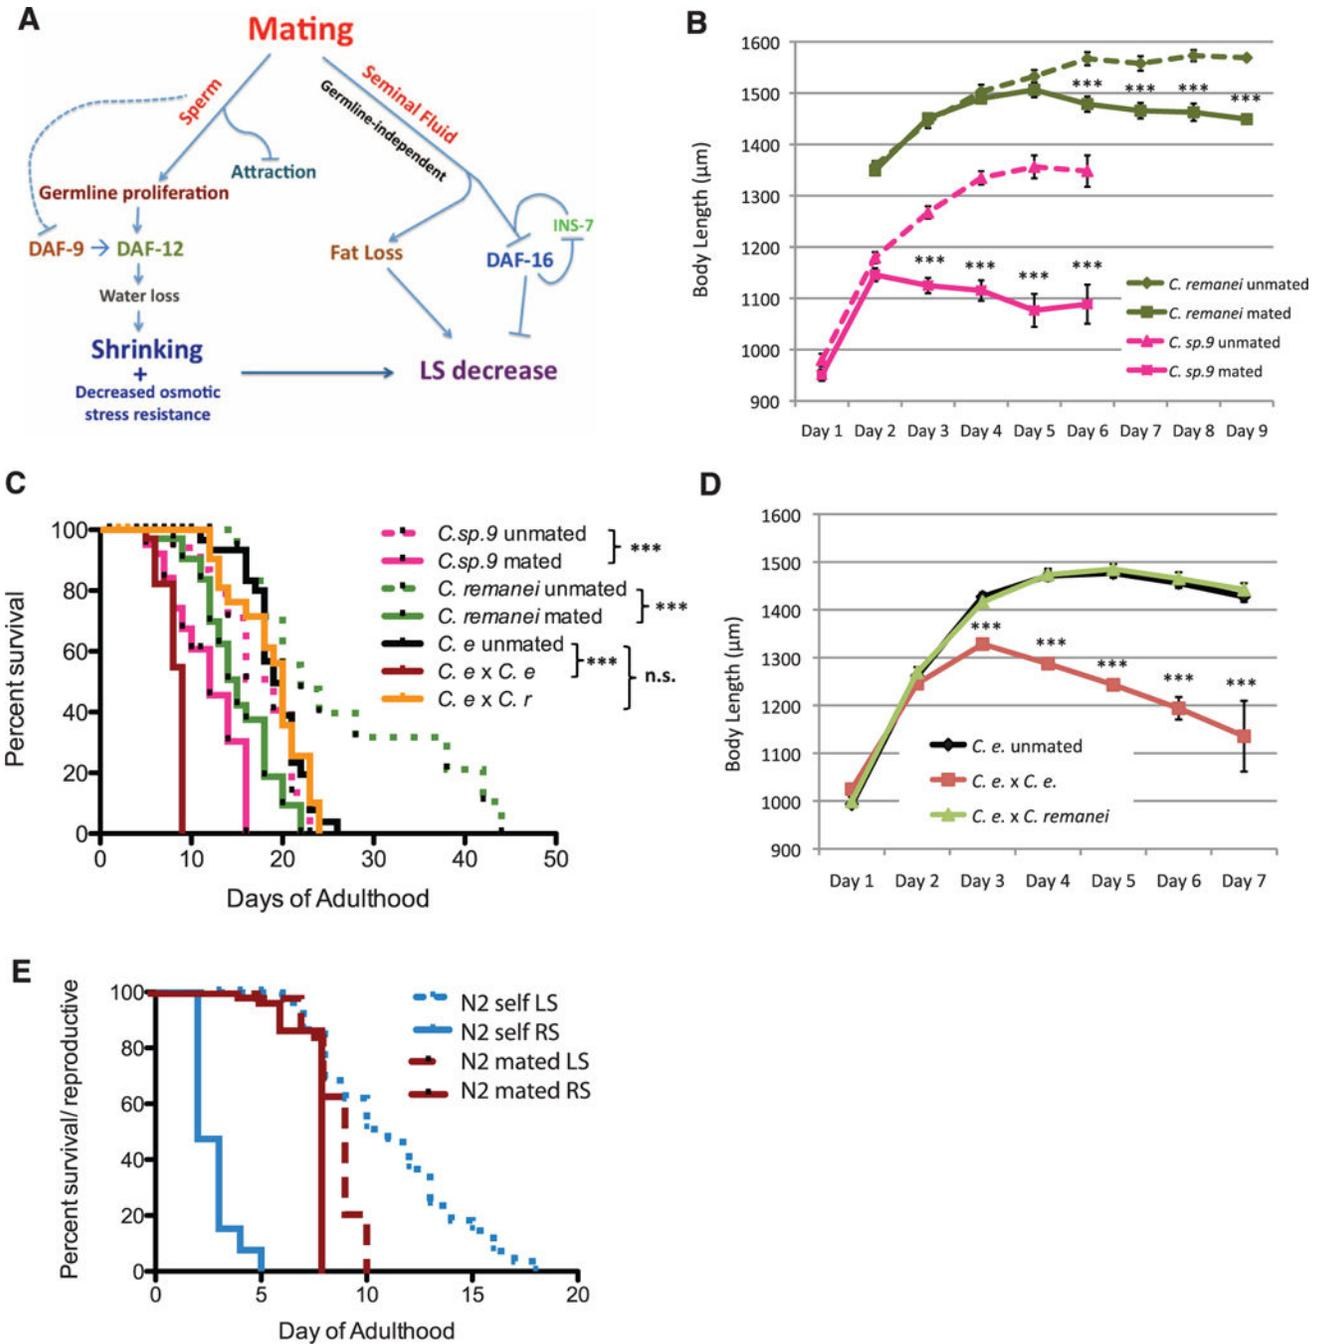 A
Mating
Sperm
Seminal Fluid
Germline-independent
Attraction
Germline proliferation
DAF-9
DAF-12
Fat Loss
INS-7
DAF-16
Water loss
Shrinking
+
Decreased osmotic
stress resistance
LS decrease
B
Body Length (μm)
1600
1500
1400
1300
1200
1100
1000
900
***
***
***
***
***
***
***
***
C. remanei unmated
C. remanei mated
C. sp.9 unmated
C. sp.9 mated
Day 1 Day 2 Day 3 Day 4 Day 5 Day 6 Day 7 Day 8 Day 9
C
Percent survival
100
80
60
40
20
0
C.sp.9 unmated
C.sp.9 mated
***
C. remanei unmated
C. remanei mated
***
C. e unmated
C. e x C. e
***
C. e x C. r
n.s.
0 10 20 30 40 50
Days of Adulthood
D
Body Length (μm)
1600
1500
1400
1300
1200
1100
1000
900
***
***
***
***
***
C. e. unmated
C. e. x C. e.
C. e. x C. remanei
Day 1 Day 2 Day 3 Day 4 Day 5 Day 6 Day 7
E
Percent survival/ reproductive
100
80
60
40
20
0
N2 self LS
N2 self RS
N2 mated LS
N2 mated RS
0 5 10 15 20
Day of Adulthood